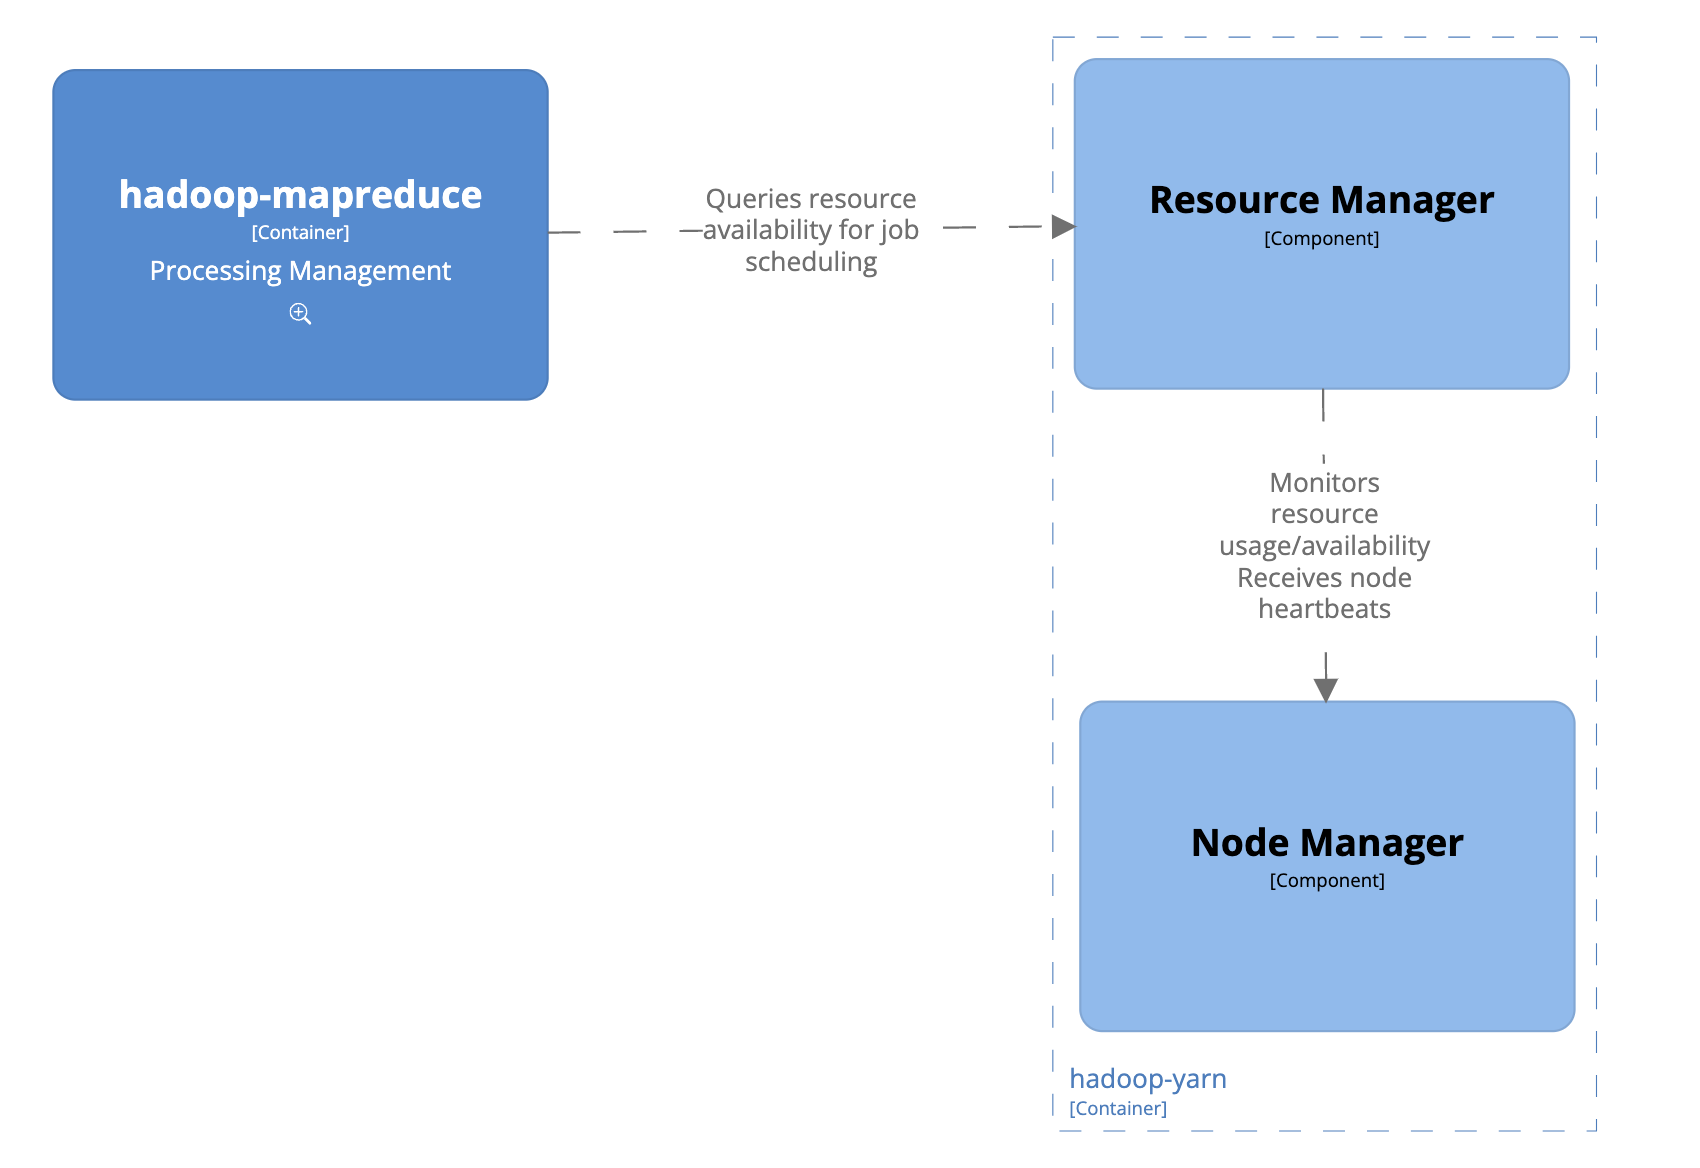 hadoop-mapreduce
[Container]
Processing Management
Queries resource
availability for job
scheduling
Resource Manager
[Component]
Monitors
resource
usage/availability
Receives node
heartbeats
Node Manager
[Component]
hadoop-yarn
[Container]